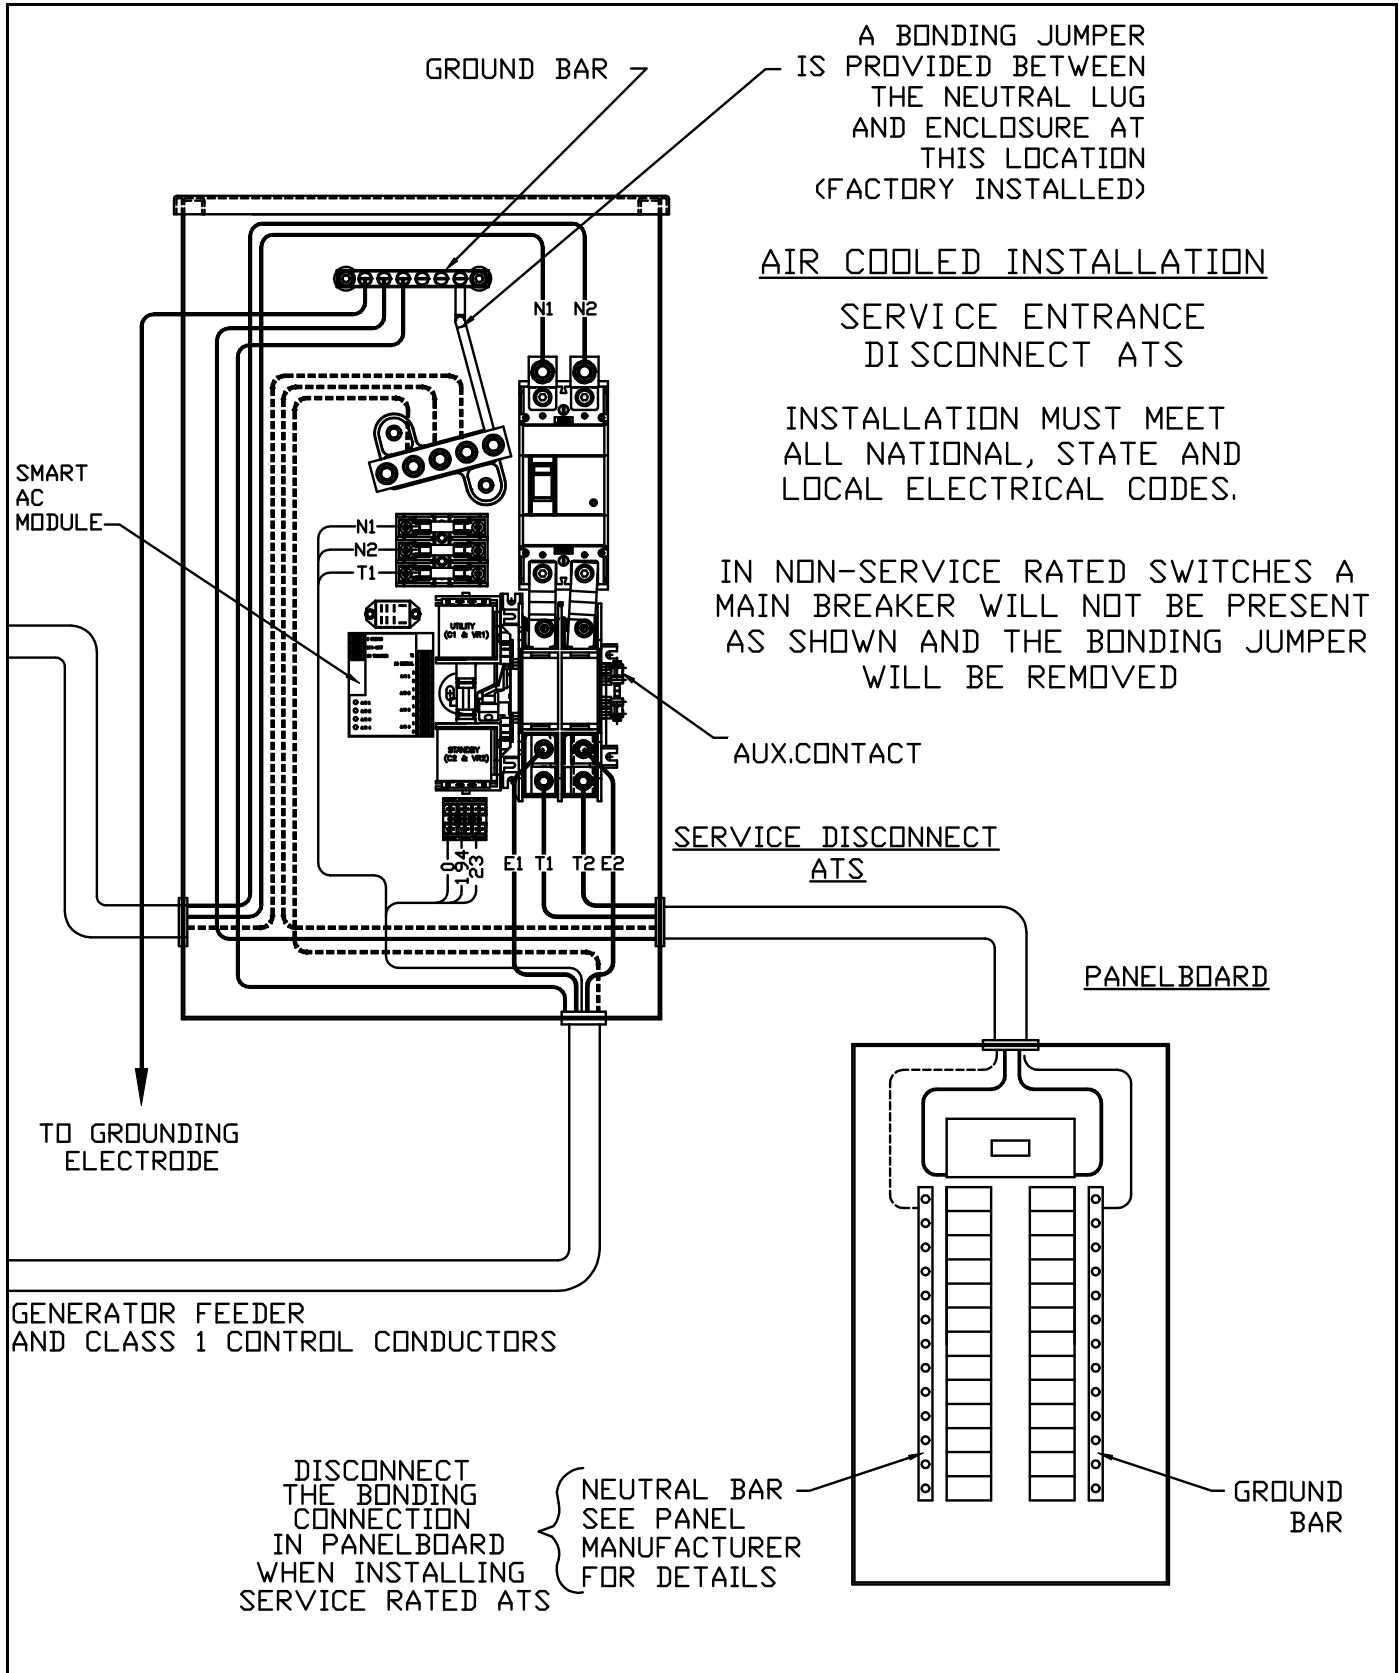 GROUND BAR
A BONDING JUMPER
IS PROVIDED BETWEEN
THE NEUTRAL LUG
AND ENCLOSURE AT
THIS LOCATION
(FACTORY INSTALLED)
AIR COOLED INSTALLATION
SERVICE ENTRANCE
DISCONNECT ATS
INSTALLATION MUST MEET
ALL NATIONAL, STATE AND
LOCAL ELECTRICAL CODES.
IN NON-SERVICE RATED SWITCHES A
MAIN BREAKER WILL NOT BE PRESENT
AS SHOWN AND THE BONDING JUMPER
WILL BE REMOVED
N1 N2
SMART
AC
MODULE
N1
N2
T1
UTILITY
(C1 & VR1)
STANDBY
(C2 & VR2)
AUX.CONTACT
0
194
23
E1 T1 T2 E2
SERVICE DISCONNECT
ATS
PANELBOARD
TO GROUNDING
ELECTRODE
GENERATOR FEEDER
AND CLASS 1 CONTROL CONDUCTORS
DISCONNECT
THE BONDING
CONNECTION
IN PANELBOARD
WHEN INSTALLING
SERVICE RATED ATS
NEUTRAL BAR
SEE PANEL
MANUFACTURER
FOR DETAILS
GROUND
BAR